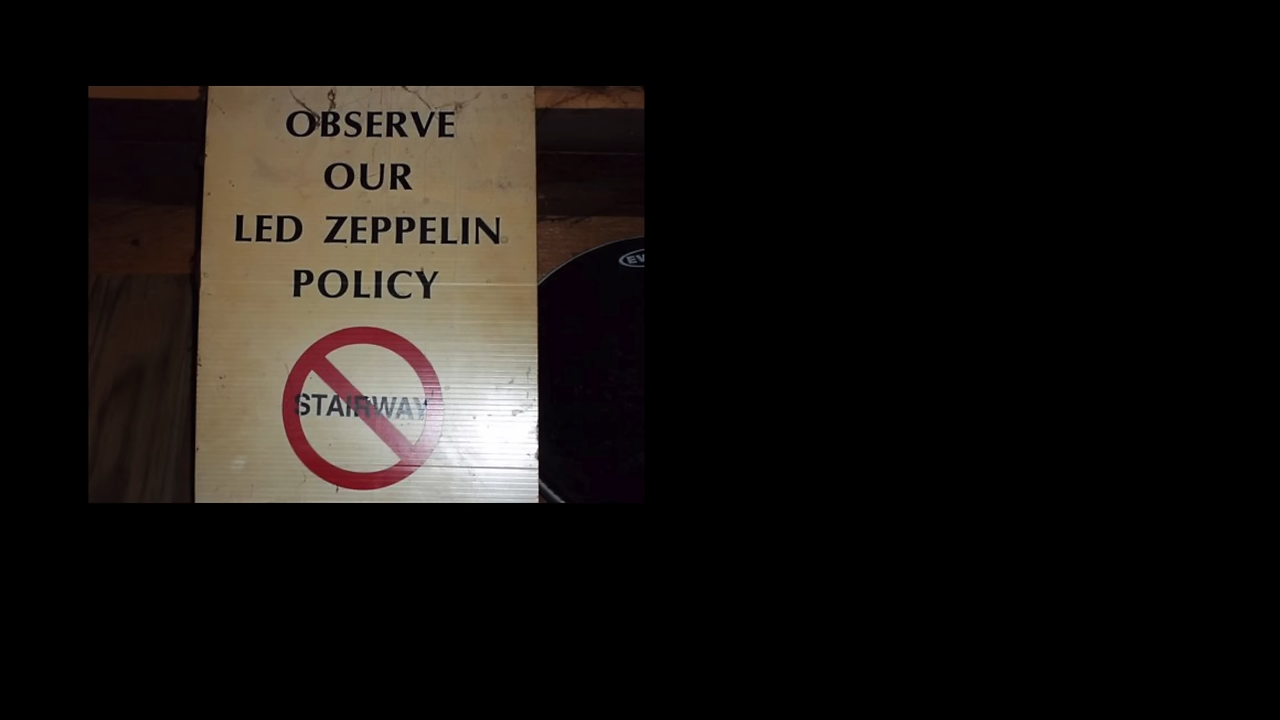 OBSERVE
OUR
LED ZEPPELIN
POLICY
STAIRWAY